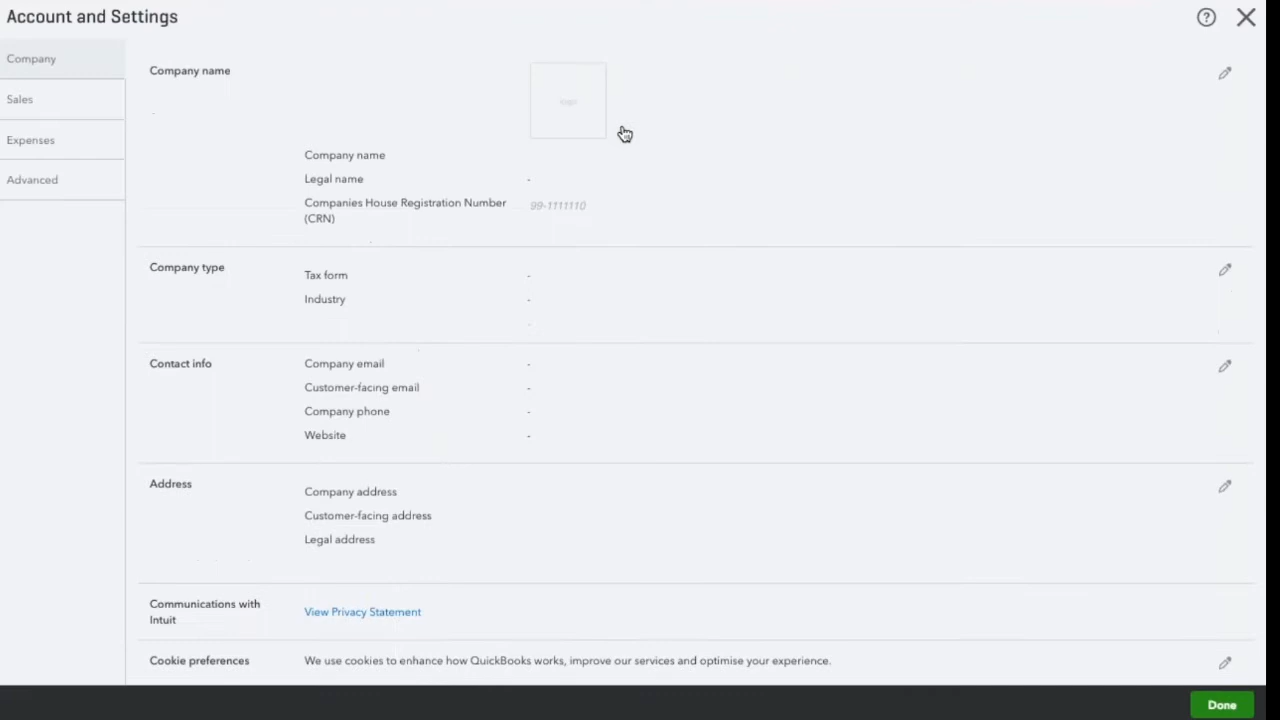 Account and Settings
Company
Sales
Expenses
Advanced
Company name
logo
Company name
Legal name -
Companies House Registration Number
(CRN)
99-1111110
Company type
Tax form -
Industry -
-
Contact info
Company email -
Customer-facing email -
Company phone -
Website -
Address
Company address
Customer-facing address
Legal address
Communications with
Intuit
View Privacy Statement
Cookie preferences
We use cookies to enhance how QuickBooks works, improve our services and optimise your experience.
Done